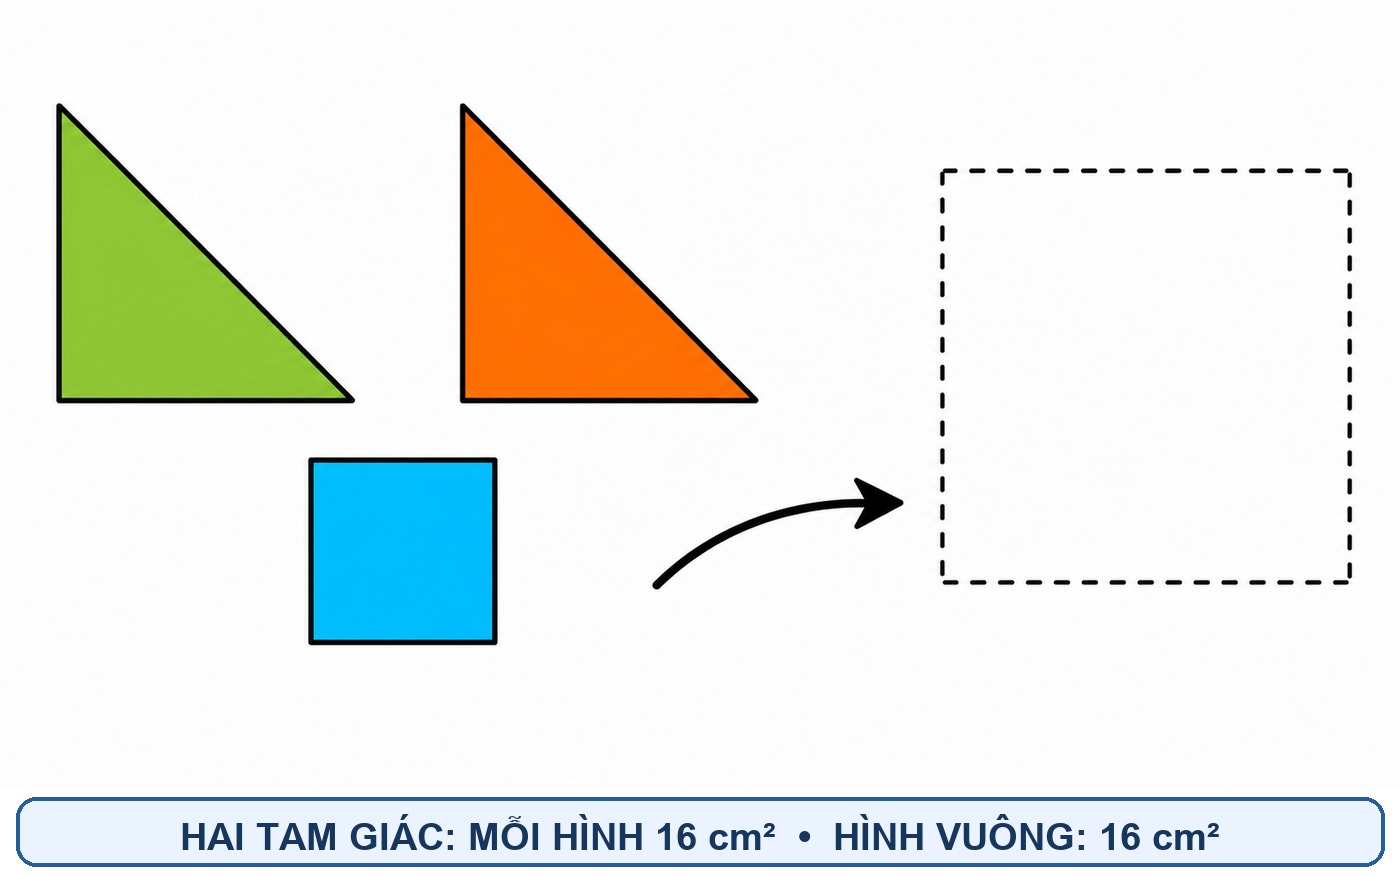 HAI TAM GIÁC: MỖI HÌNH 16 cm² • HÌNH VUÔNG: 16 cm²